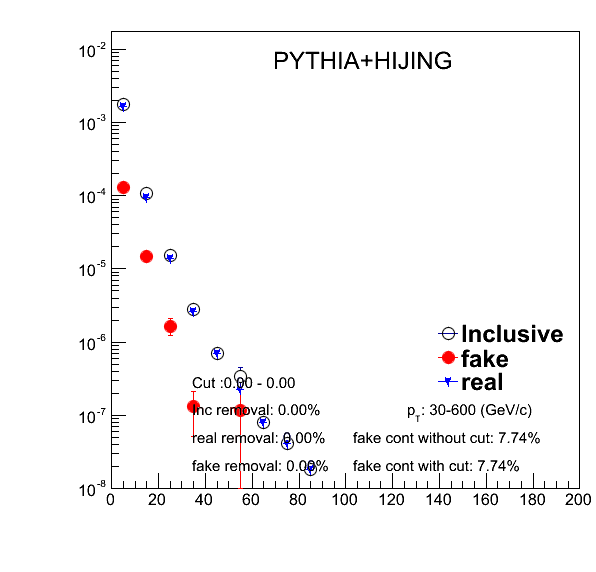 PYTHIA+HIJING
10^-2
10^-3
10^-4
10^-5
10^-6
10^-7
10^-8
Inclusive
fake
real
Cut :0.00 - 0.00
Inc removal: 0.00%
p_T: 30-600 (GeV/c)
real removal: 0.00%
fake cont without cut: 7.74%
fake removal: 0.00%
fake cont with cut: 7.74%
0 20 40 60 80 100 120 140 160 180 200